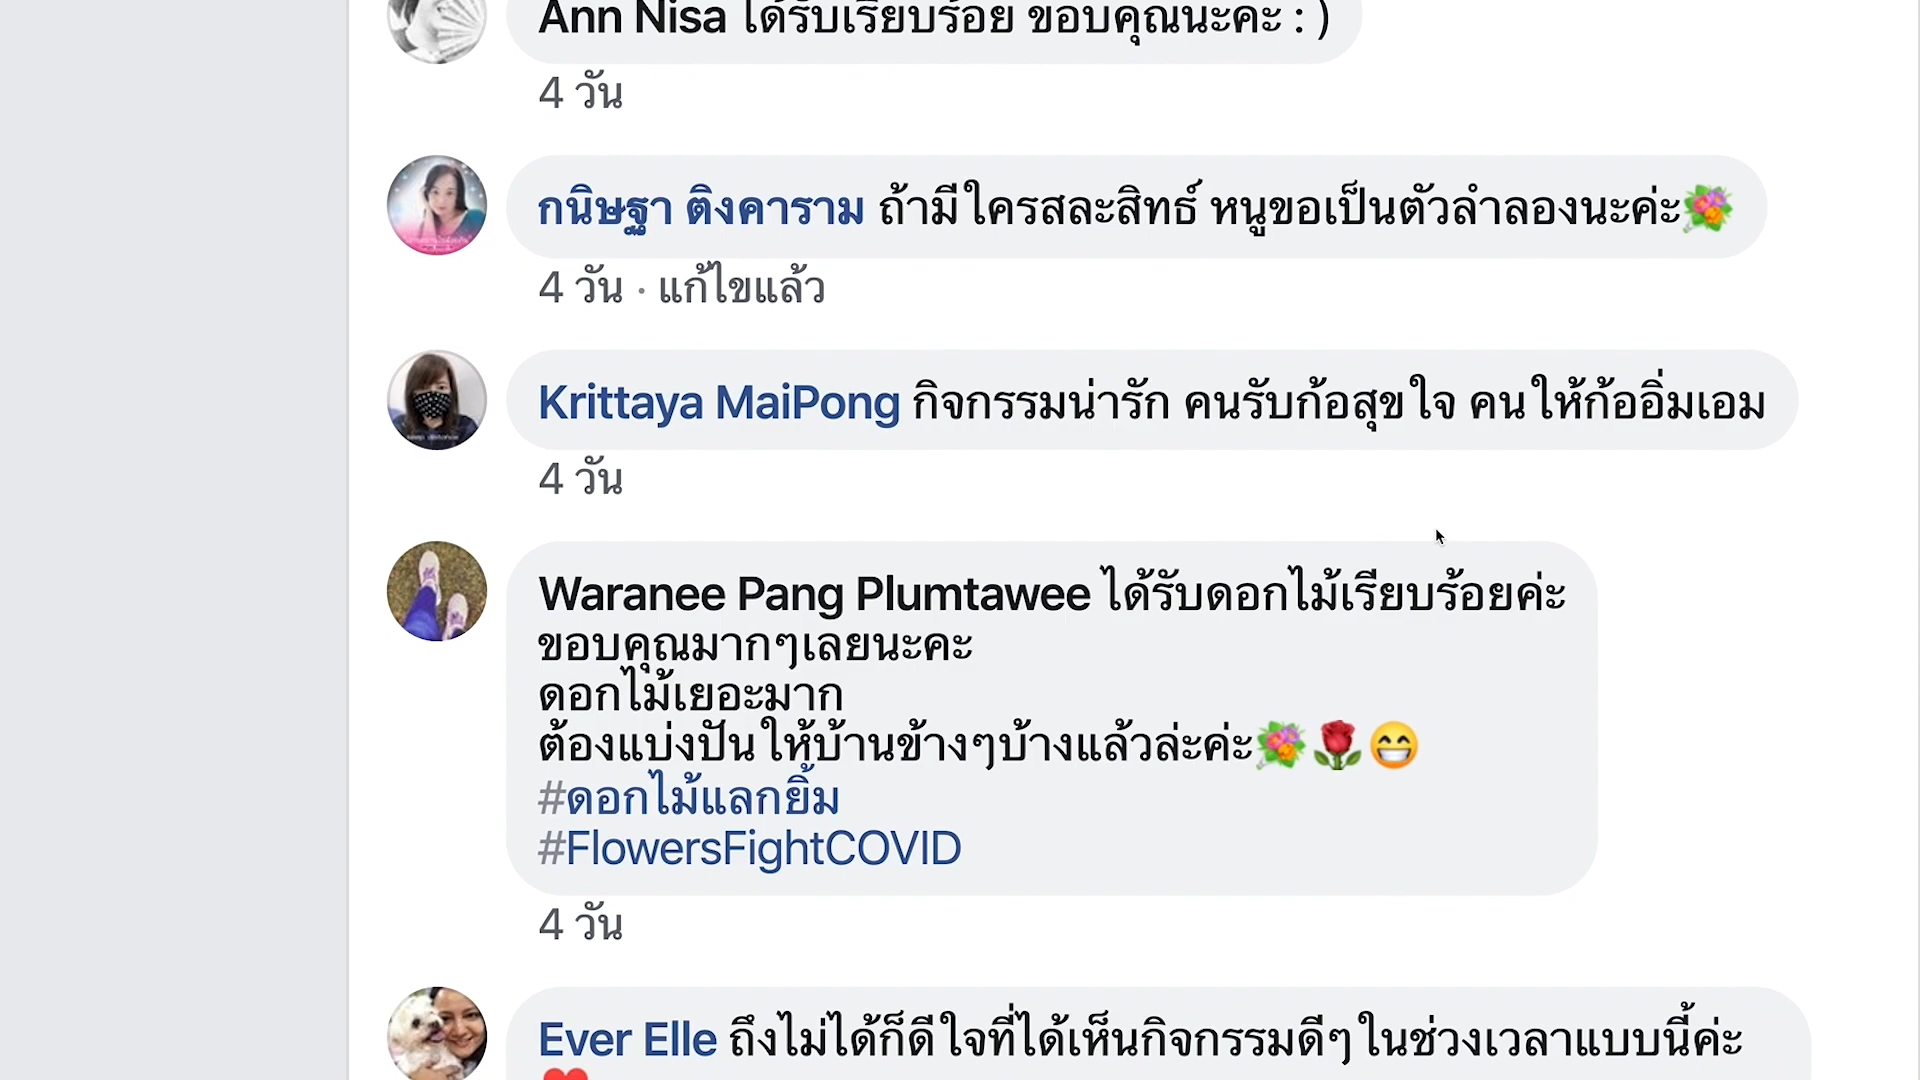 Ann Nisa ได้รับเรียบร้อย ขอบคุณนะคะ : )
4 วัน
กนิษฐา ติงคาราม ถ้ามีใครสละสิทธ์ หนูขอเป็นตัวลำลองนะค่ะ💐
4 วัน · แก้ไขแล้ว
Krittaya MaiPong กิจกรรมน่ารัก คนรับก้อสุขใจ คนให้ก้ออิ่มเอม
4 วัน
Waranee Pang Plumtawee ได้รับดอกไม้เรียบร้อยค่ะ
ขอบคุณมากๆเลยนะคะ
ดอกไม้เยอะมาก
ต้องแบ่งปันให้บ้านข้างๆบ้างแล้วล่ะค่ะ💐🌹😁
#ดอกไม้แลกยิ้ม
#FlowersFightCOVID
4 วัน
Ever Elle ถึงไม่ได้ก็ดีใจที่ได้เห็นกิจกรรมดีๆในช่วงเวลาแบบนี้ค่ะ